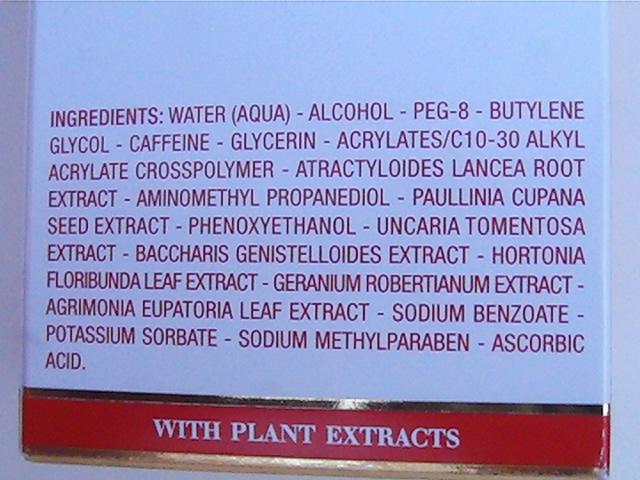 INGREDIENTS: WATER (AQUA) - ALCOHOL - PEG-8 - BUTYLENE
GLYCOL - CAFFEINE - GLYCERIN - ACRYLATES/C10-30 ALKYL
ACRYLATE CROSSPOLYMER - ATRACTYLOIDES LANCEA ROOT
EXTRACT - AMINOMETHYL PROPANEDIOL - PAULLINIA CUPANA
SEED EXTRACT - PHENOXYETHANOL - UNCARIA TOMENTOSA
EXTRACT - BACCHARIS GENISTELLOIDES EXTRACT - HORTONIA
FLORIBUNDA LEAF EXTRACT - GERANIUM ROBERTIANUM EXTRACT -
AGRIMONIA EUPATORIA LEAF EXTRACT - SODIUM BENZOATE -
POTASSIUM SORBATE - SODIUM METHYLPARABEN - ASCORBIC
ACID.
WITH PLANT EXTRACTS